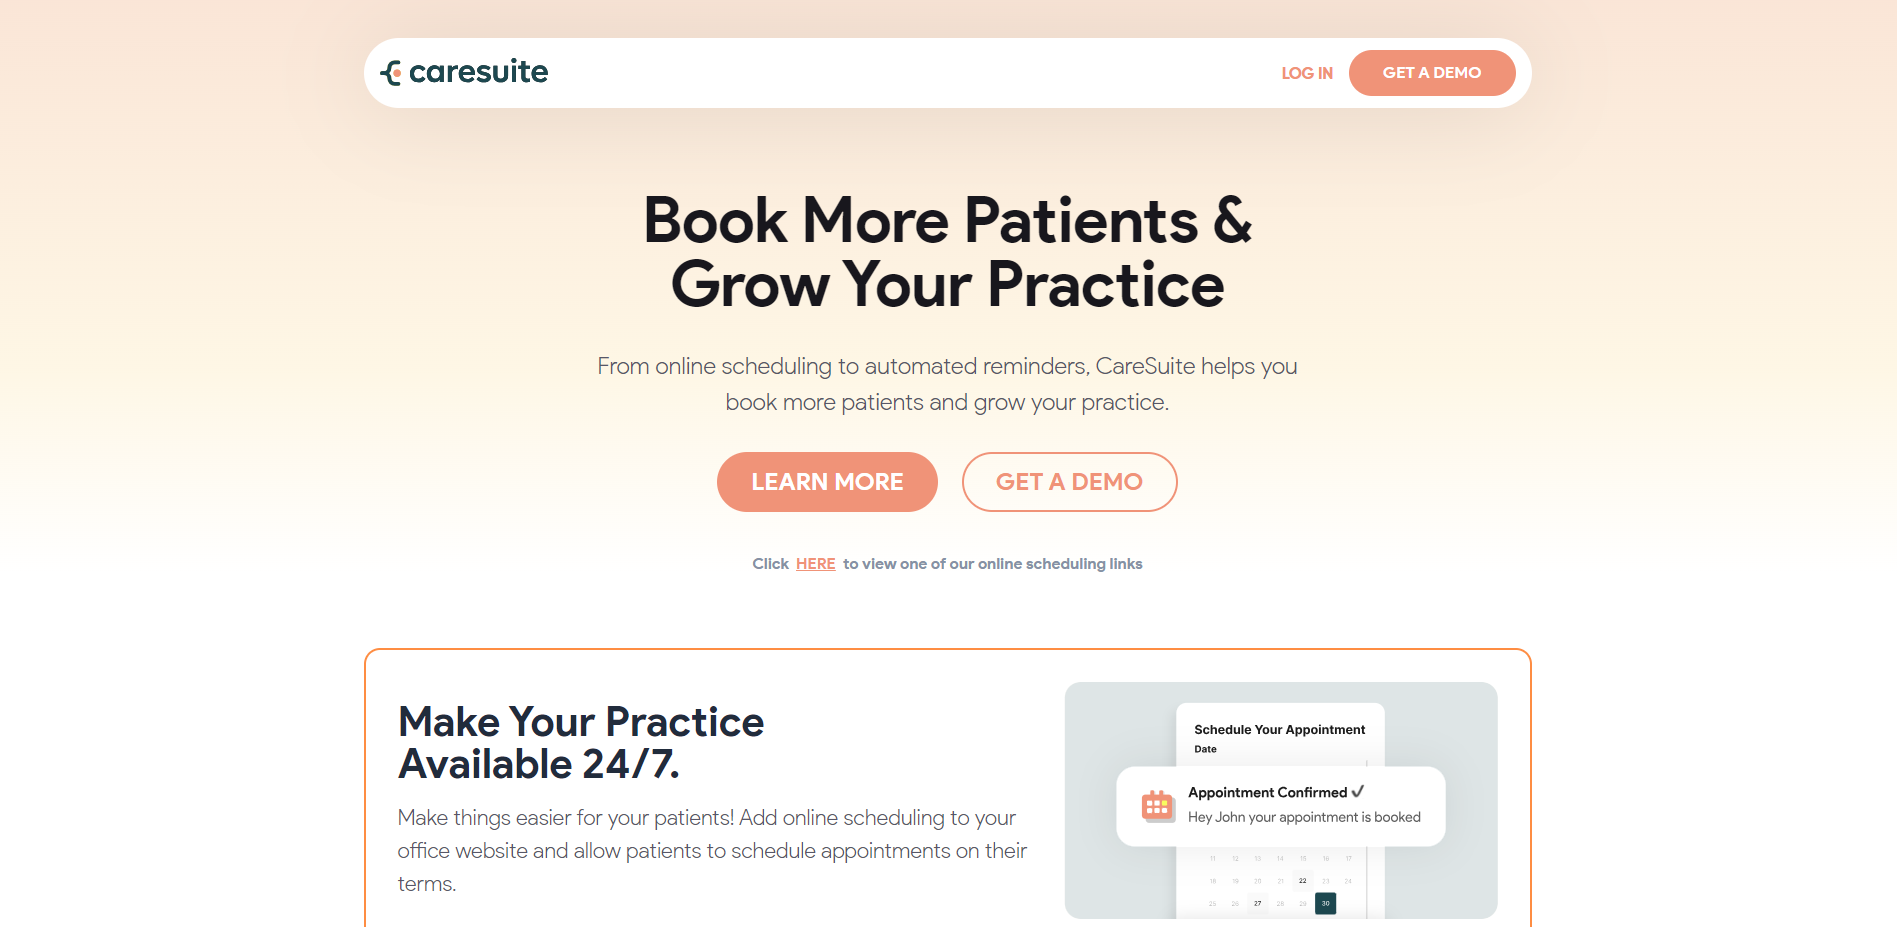 caresuite
LOG IN
GET A DEMO
Book More Patients &
Grow Your Practice
From online scheduling to automated reminders, CareSuite helps you
book more patients and grow your practice.
LEARN MORE
GET A DEMO
Click HERE to view one of our online scheduling links
Make Your Practice
Available 24/7.
Make things easier for your patients! Add online scheduling to your
office website and allow patients to schedule appointments on their
terms.
Schedule Your Appointment
Date
Appointment Confirmed ✓
Hey John your appointment is booked
11 12 13 14 15 16 17
18 19 20 21 22 23 24
25 26 27 28 29 30